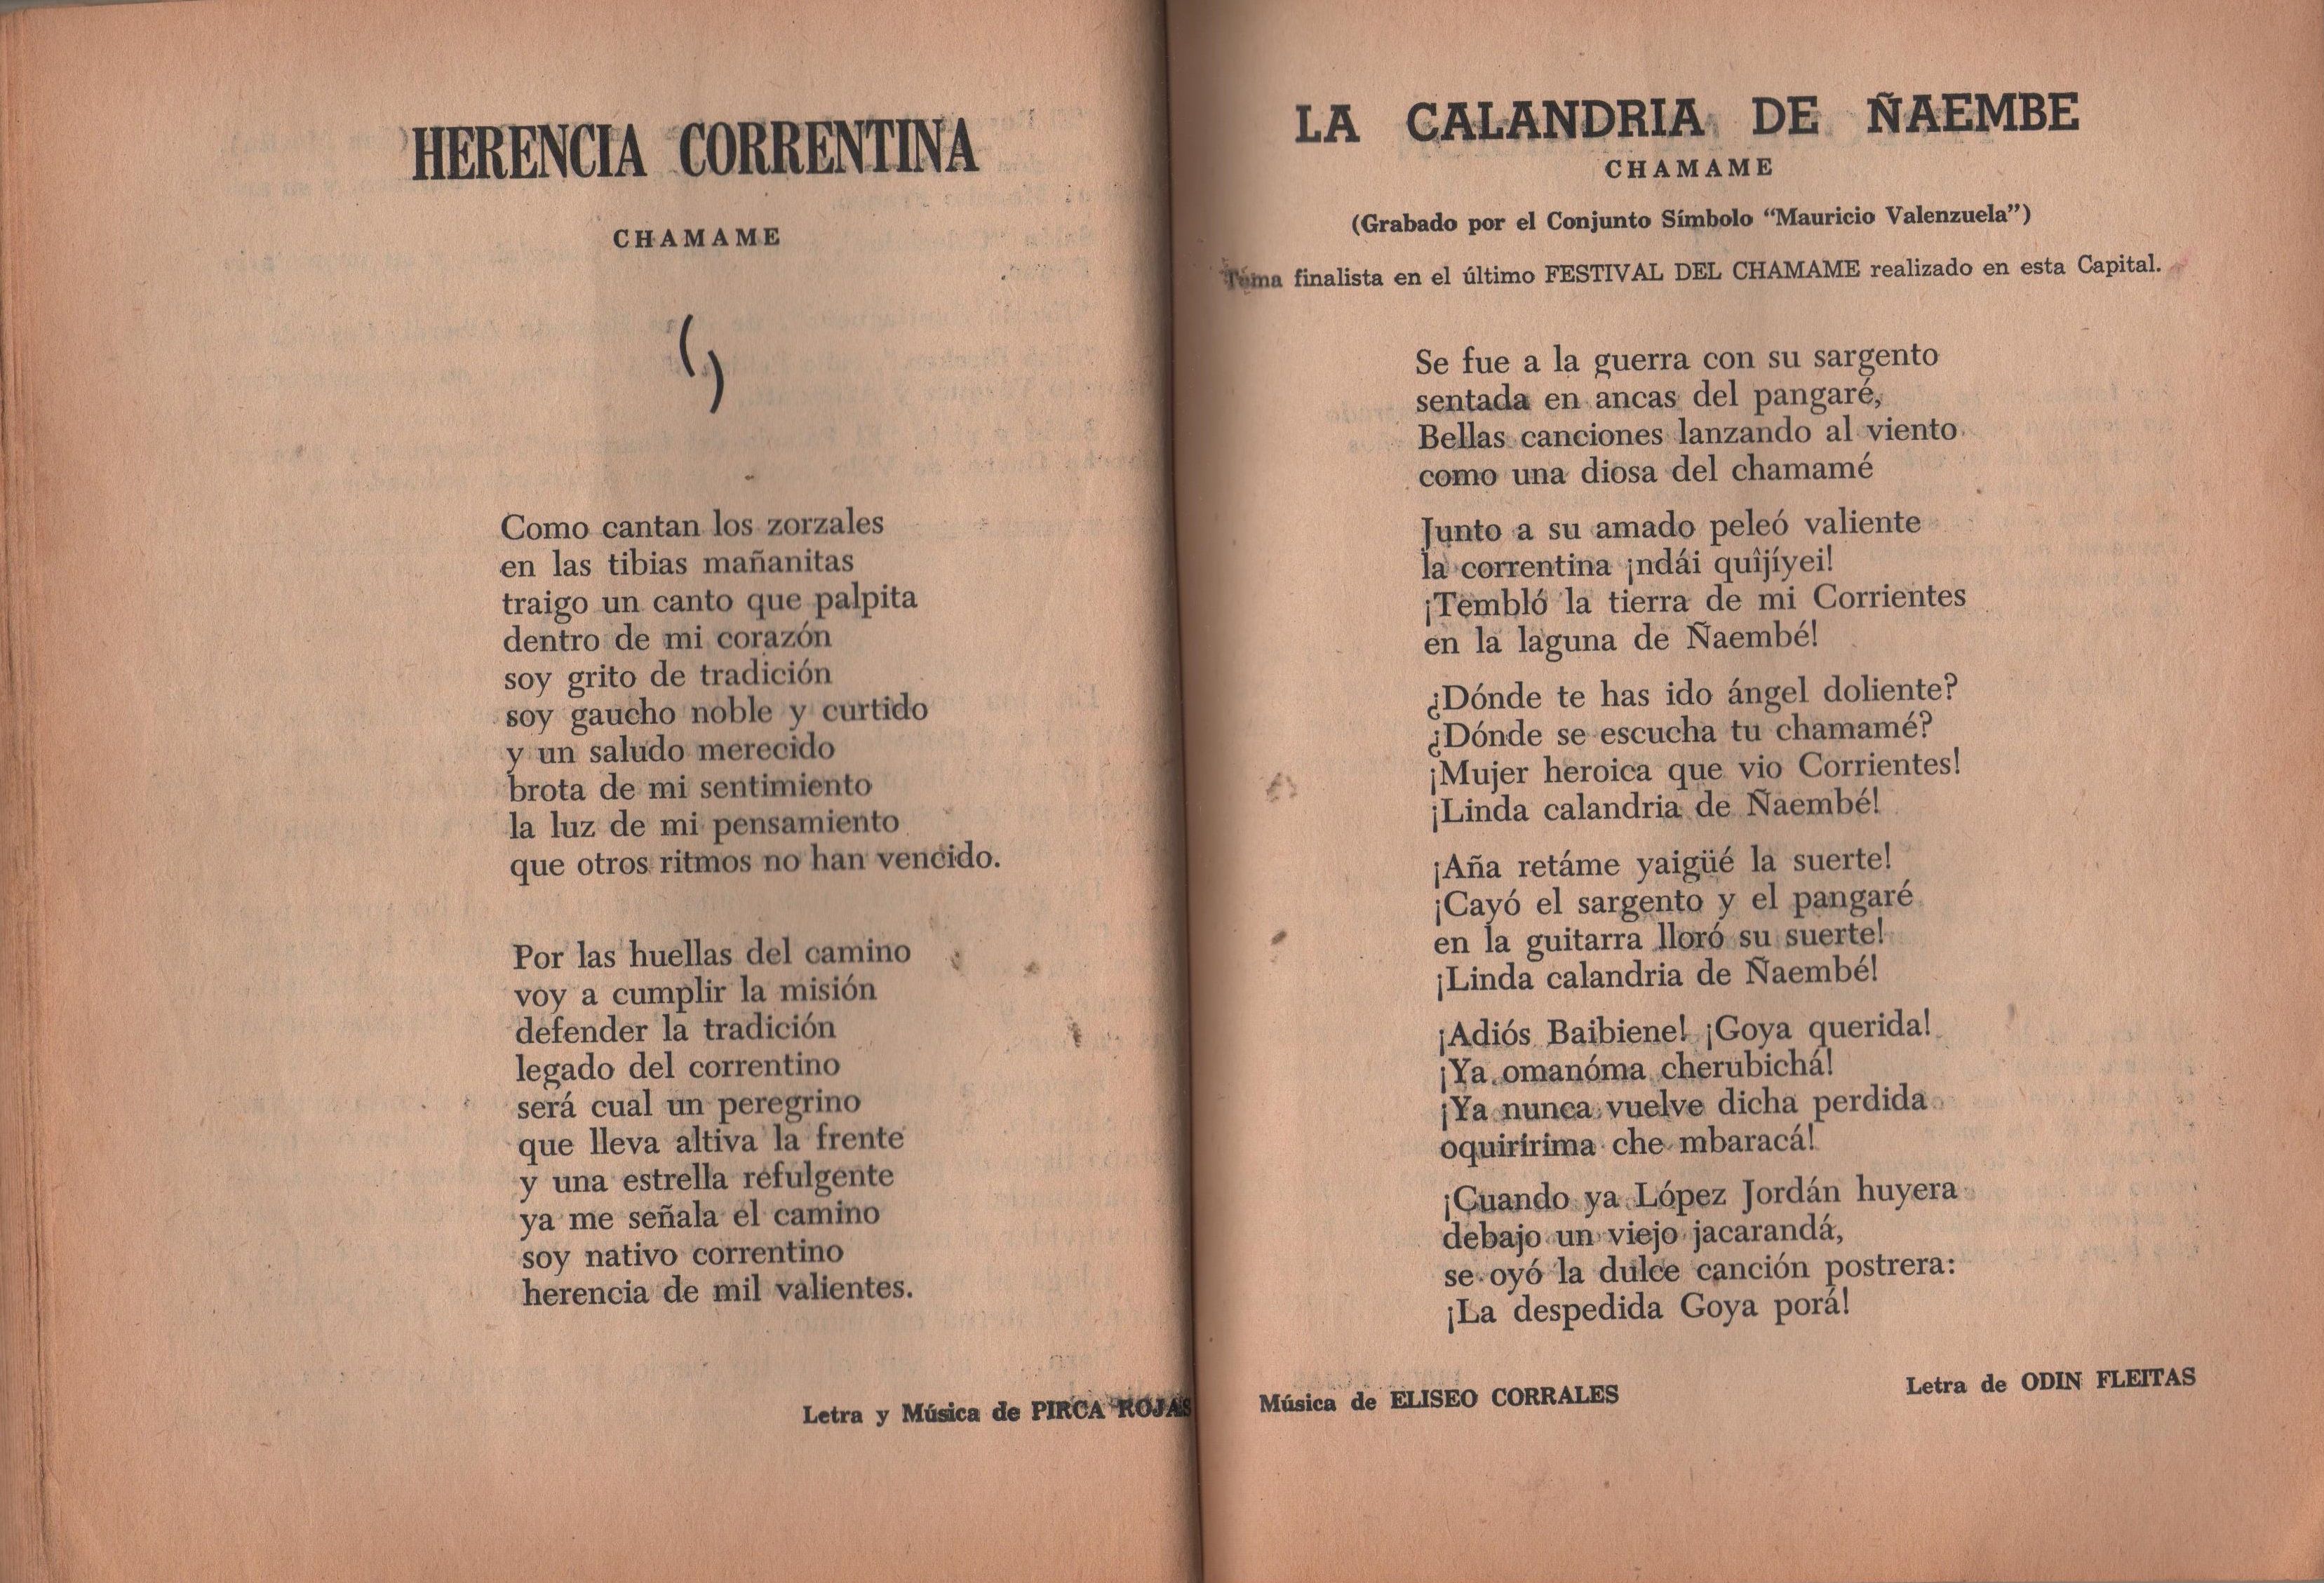 HERENCIA CORRENTINA
CHAMAME
Como cantan los zorzales
en las tibias mañanitas
traigo un canto que palpita
dentro de mi corazón
soy grito de tradición
soy gaucho noble y curtido
y un saludo merecido
brota de mi sentimiento
la luz de mi pensamiento
que otros ritmos no han vencido.
Por las huellas del camino
voy a cumplir la misión
defender la tradición
legado del correntino
será cual un peregrino
que lleva altiva la frente
y una estrella refulgente
ya me señala el camino
soy nativo correntino
herencia de mil valientes.
Letra y Música de PIRCA ROJAS
LA CALANDRIA DE ÑAEMBE
CHAMAME
(Grabado por el Conjunto Símbolo “Mauricio Valenzuela”)
Tema finalista en el último FESTIVAL DEL CHAMAME realizado en esta Capital.
Se fue a la guerra con su sargento
sentada en ancas del pangaré,
Bellas canciones lanzando al viento
como una diosa del chamamé
Junto a su amado peleó valiente
la correntina ¡ndái quîjíyei!
¡Tembló la tierra de mi Corrientes
en la laguna de Ñaembé!
¿Dónde te has ido ángel doliente?
¿Dónde se escucha tu chamamé?
¡Mujer heroica que vio Corrientes!
¡Linda calandria de Ñaembé!
¡Aña retáme yaigüé la suerte!
¡Cayó el sargento y el pangaré
en la guitarra lloró su suerte!
¡Linda calandria de Ñaembé!
¡Adiós Baibiene! ¡Goya querida!
¡Ya omanóma cherubichá!
¡Ya nunca vuelve dicha perdida
oquirírima che mbaracá!
¡Cuando ya López Jordán huyera
debajo un viejo jacarandá,
se oyó la dulce canción postrera:
¡La despedida Goya porá!
Música de ELISEO CORRALES
Letra de ODIN FLEITAS